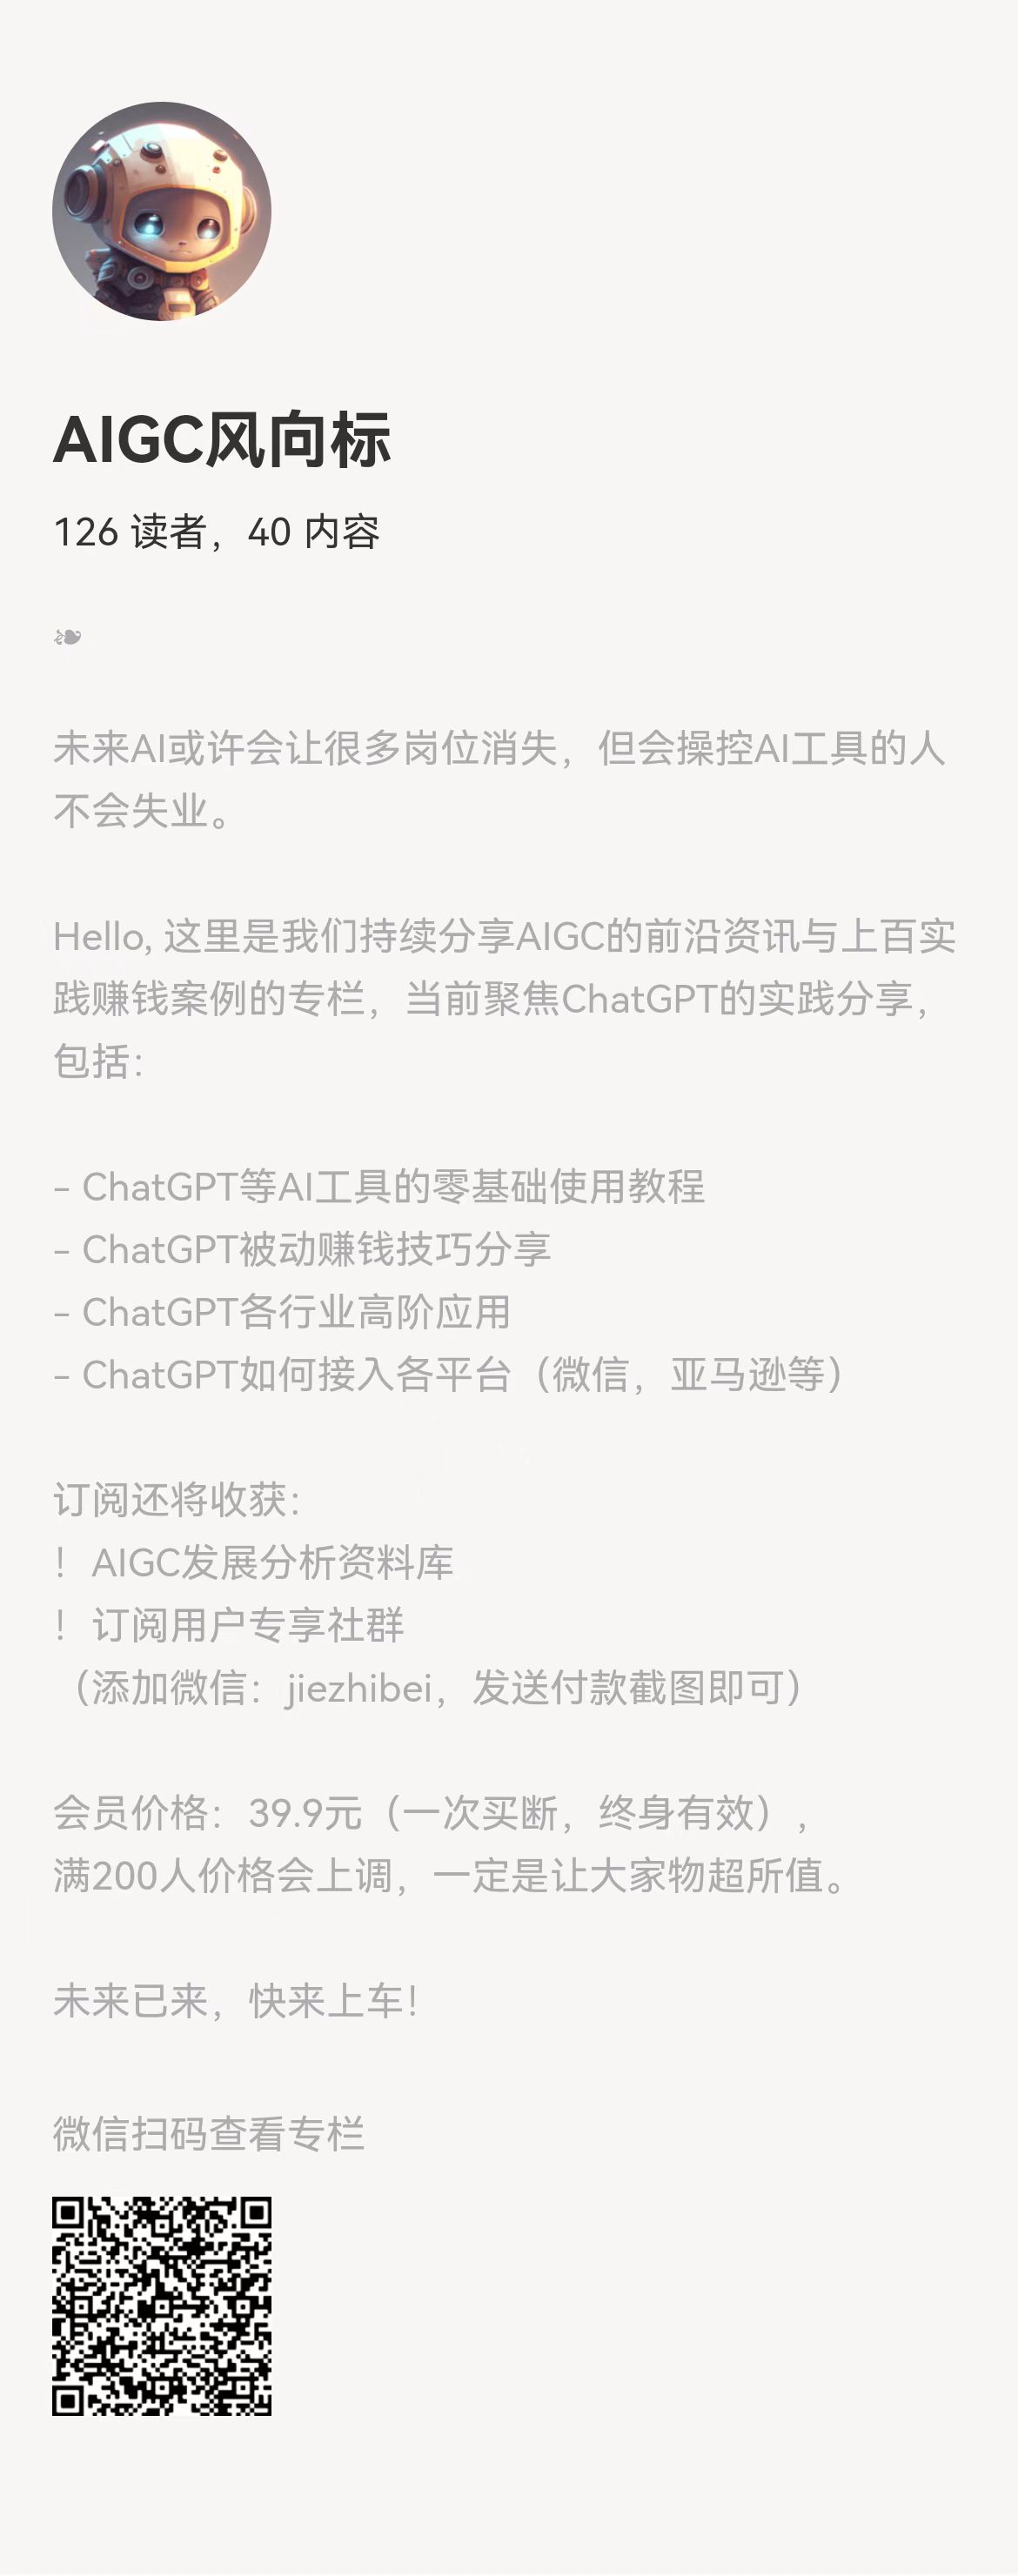 AIGC风向标
126 读者，40 内容
❧
未来AI或许会让很多岗位消失，但会操控AI工具的人
不会失业。
Hello, 这里是我们持续分享AIGC的前沿资讯与上百实
践赚钱案例的专栏，当前聚焦ChatGPT的实践分享，
包括：
- ChatGPT等AI工具的零基础使用教程
- ChatGPT被动赚钱技巧分享
- ChatGPT各行业高阶应用
- ChatGPT如何接入各平台（微信，亚马逊等）
订阅还将收获：
！AIGC发展分析资料库
！订阅用户专享社群
（添加微信：jiezhibei，发送付款截图即可）
会员价格：39.9元（一次买断，终身有效），
满200人价格会上调，一定是让大家物超所值。
未来已来，快来上车！
微信扫码查看专栏